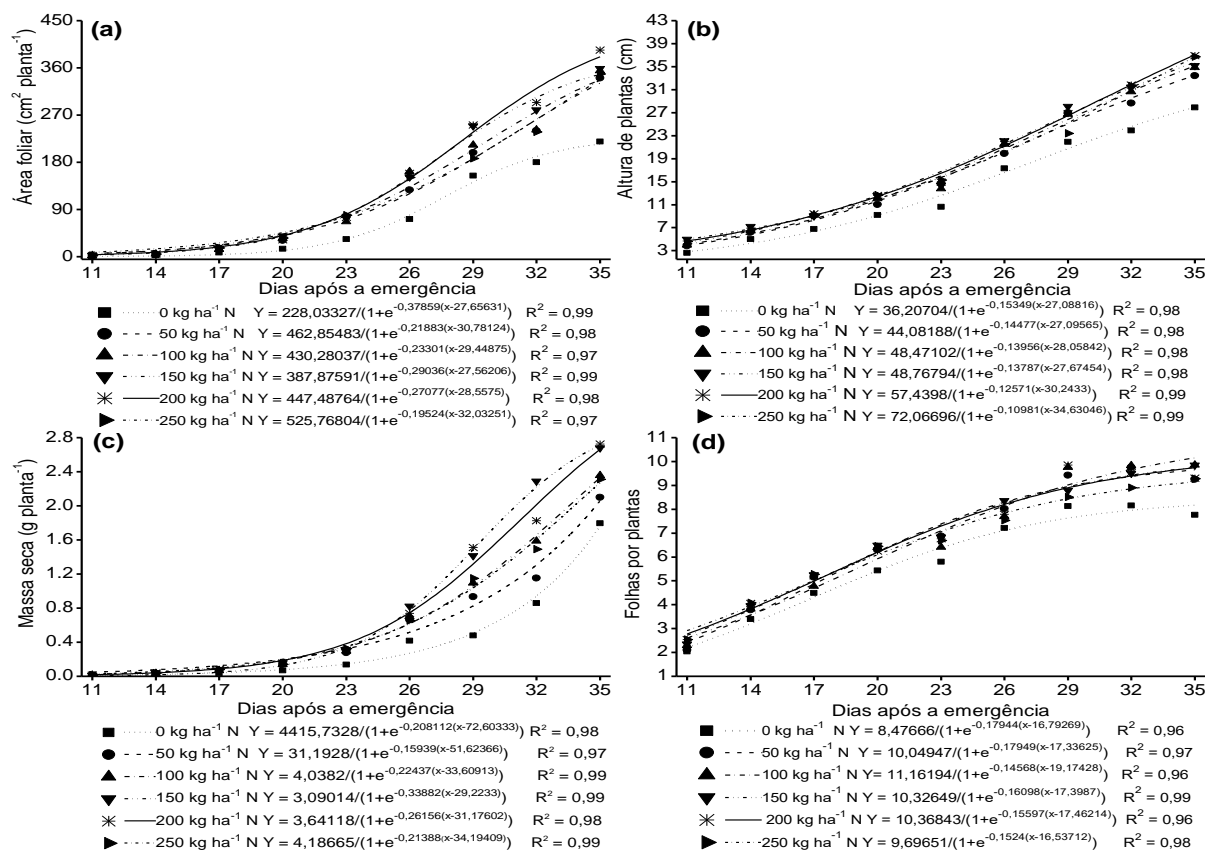 (a)
Área foliar (cm² planta⁻¹)
450
360
270
180
90
0
11 14 17 20 23 26 29 32 35
Dias após a emergência
0 kg ha⁻¹ N Y = 228,03327/(1+e^-0,37859(x-27,65631)) R² = 0,99
50 kg ha⁻¹ N Y = 462,85483/(1+e^-0,21883(x-30,78124)) R² = 0,98
100 kg ha⁻¹ N Y = 430,28037/(1+e^-0,23301(x-29,44875)) R² = 0,97
150 kg ha⁻¹ N Y = 387,87591/(1+e^-0,29036(x-27,56206)) R² = 0,99
200 kg ha⁻¹ N Y = 447,48764/(1+e^-0,27077(x-28,5575)) R² = 0,98
250 kg ha⁻¹ N Y = 525,76804/(1+e^-0,19524(x-32,03251)) R² = 0,97
(b)
Altura de plantas (cm)
43
39
35
31
27
23
19
15
11
7
3
11 14 17 20 23 26 29 32 35
Dias após a emergência
0 kg ha⁻¹ N Y = 36,20704/(1+e^-0,15349(x-27,08816) R² = 0,98
50 kg ha⁻¹ N Y = 44,08188/(1+e^-0,14477(x-27,09565) R² = 0,98
100 kg ha⁻¹ N Y = 48,47102/(1+e^-0,13956(x-28,05842) R² = 0,98
150 kg ha⁻¹ N Y = 48,76794/(1+e^-0,13787(x-27,67454) R² = 0,98
200 kg ha⁻¹ N Y = 57,4398/(1+e^-0,12571(x-30,2433) R² = 0,99
250 kg ha⁻¹ N Y = 72,06696/(1+e^-0,10981(x-34,63046) R² = 0,99
(c)
Massa seca (g planta⁻¹)
2.8
2.4
2.0
1.6
1.2
0.8
0.4
0.0
11 14 17 20 23 26 29 32 35
Dias após a emergência
0 kg ha⁻¹ N Y = 4415,7328/(1+e^-0,208112(x-72,60333) R² = 0,98
50 kg ha⁻¹ N Y = 31,1928/(1+e^-0,15939(x-51,62366) R² = 0,97
100 kg ha⁻¹ N Y = 4,0382/(1+e^-0,22437(x-33,60913) R² = 0,99
150 kg ha⁻¹ N Y = 3,09014/(1+e^-0,33882(x-29,2233) R² = 0,99
200 kg ha⁻¹ N Y = 3,64118/(1+e^-0,26156(x-31,17602) R² = 0,98
250 kg ha⁻¹ N Y = 4,18665/(1+e^-0,21388(x-34,19409) R² = 0,99
(d)
Folhas por plantas
11
10
9
8
7
6
5
4
3
2
1
11 14 17 20 23 26 29 32 35
Dias após a emergência
0 kg ha⁻¹ N Y = 8,47666/(1+e^-0,17944(x-16,79269) R² = 0,96
50 kg ha⁻¹ N Y = 10,04947/(1+e^-0,17949(x-17,33625) R² = 0,97
100 kg ha⁻¹ N Y = 11,16194/(1+e^-0,14568(x-19,17428) R² = 0,96
150 kg ha⁻¹ N Y = 10,32649/(1+e^-0,16098(x-17,3987) R² = 0,99
200 kg ha⁻¹ N Y = 10,36843/(1+e^-0,15597(x-17,46214) R² = 0,96
250 kg ha⁻¹ N Y = 9,69651/(1+e^-0,1524(x-16,53712) R² = 0,98